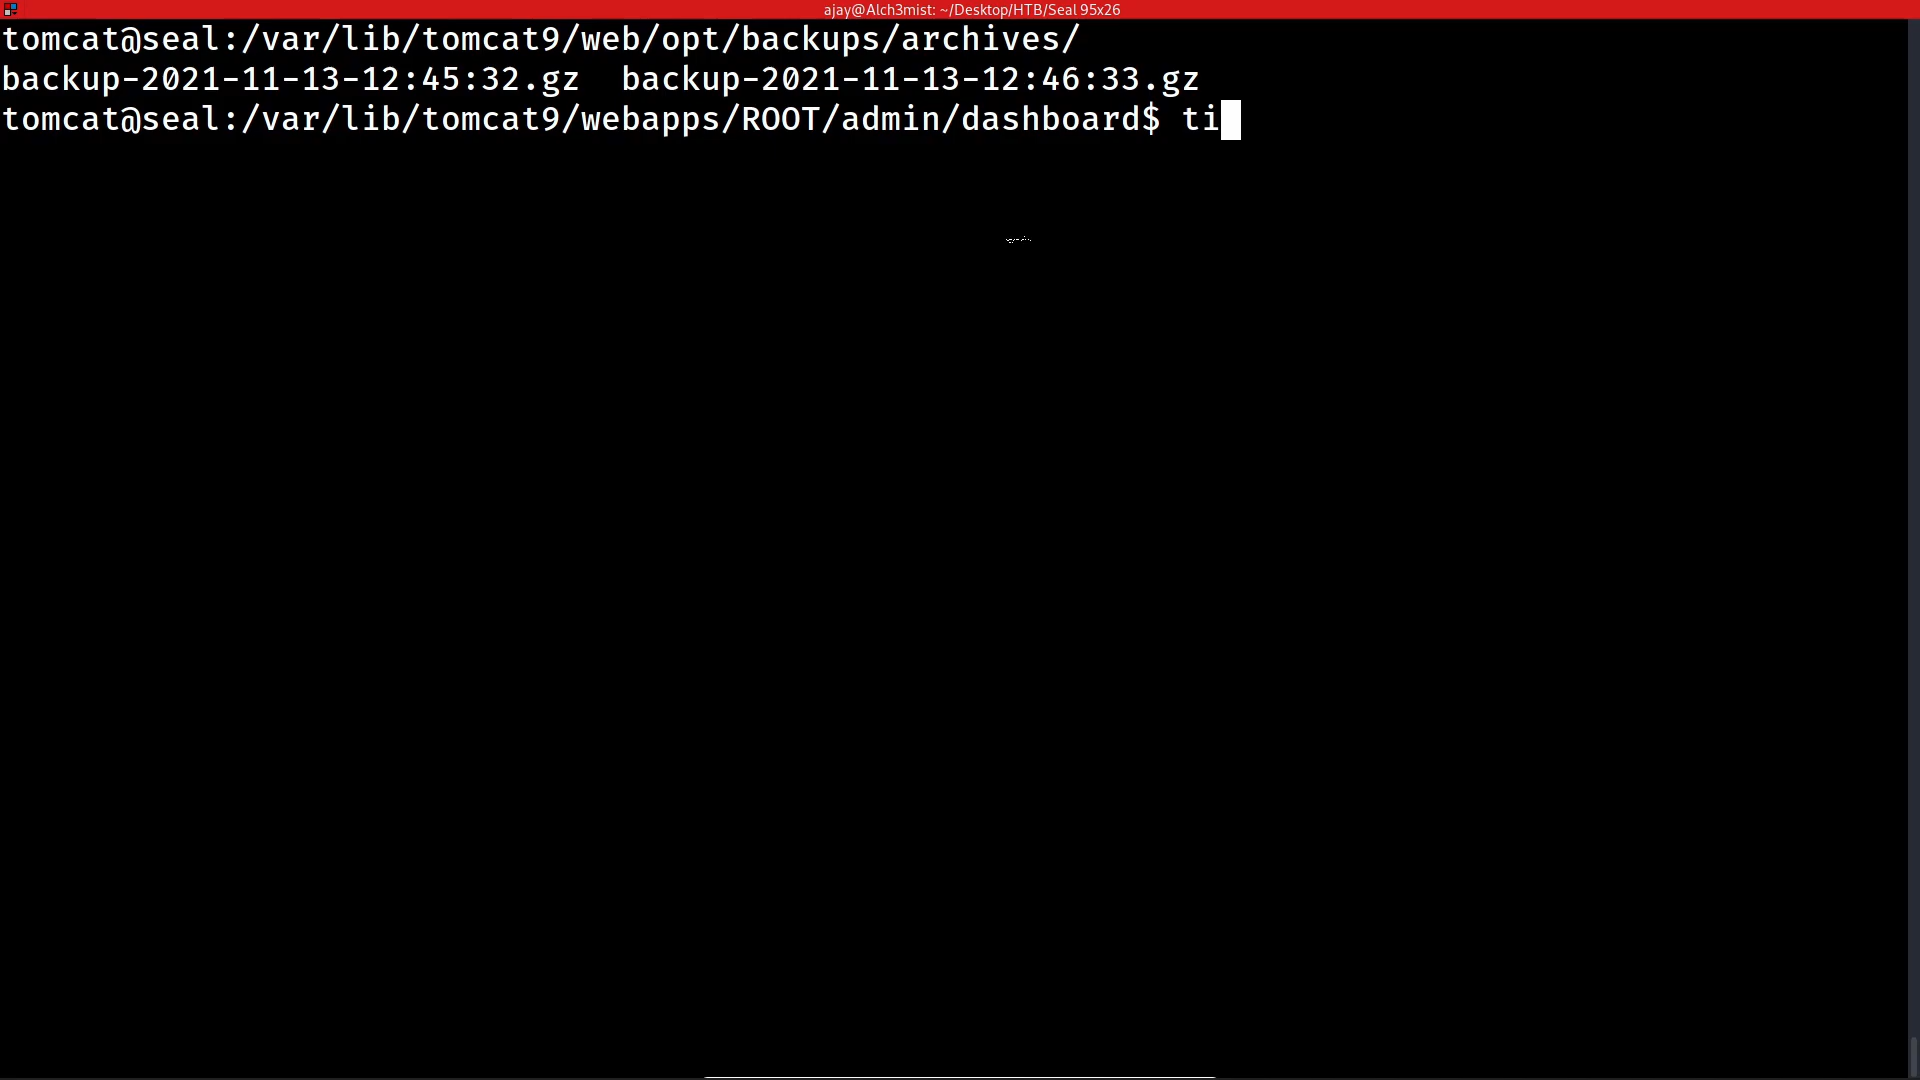 ajay@Alch3mist: ~/Desktop/HTB/Seal 95x26
tomcat@seal:/var/lib/tomcat9/web/opt/backups/archives/
backup-2021-11-13-12:45:32.gz  backup-2021-11-13-12:46:33.gz
tomcat@seal:/var/lib/tomcat9/webapps/ROOT/admin/dashboard$ ti